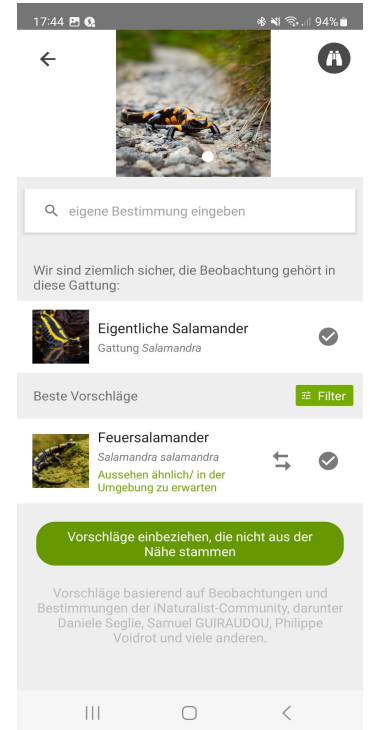 17:44 94%
eigene Bestimmung eingeben
Wir sind ziemlich sicher, die Beobachtung gehört in
diese Gattung:
Eigentliche Salamander
Gattung Salamandra
Beste Vorschläge Filter
Feuersalamander
Salamandra salamandra
Aussehen ähnlich/ in der
Umgebung zu erwarten
Vorschläge einbeziehen, die nicht aus der
Nähe stammen
Vorschläge basierend auf Beobachtungen und
Bestimmungen der iNaturalist-Community, darunter
Daniele Seglie, Samuel GUIRAUDOU, Philippe
Voidrot und viele anderen.